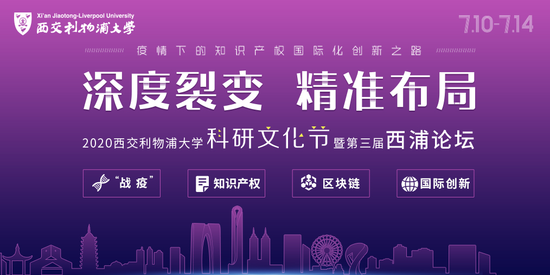 Xi'an Jiaotong-Liverpool University
西交利物浦大学
7.10-7.14
疫情下的知识产权国际化创新之路
深度裂变 精准布局
2020西交利物浦大学科研文化节暨第三届西浦论坛
“战疫”
知识产权
区块链
国际创新